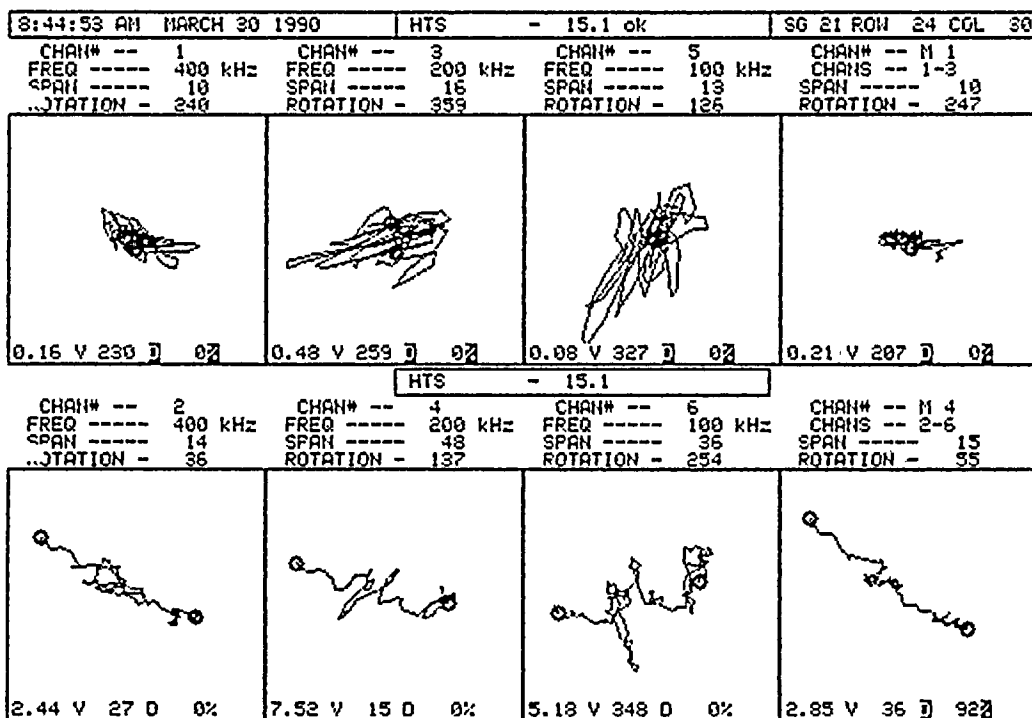 8:44:53 AM MARCH 30 1990 HTS - 15.1 ok SG 21 ROW 24 COL 30
CHAN# -- 1 CHAN# -- 3 CHAN# -- 5 CHAN# -- M 1
FREQ ----- 400 kHz FREQ ----- 200 kHz FREQ ----- 100 kHz CHANS -- 1-3
SPAN ----- 10 SPAN ----- 16 SPAN ----- 13 SPAN ----- 10
..OTATION - 240 ROTATION - 359 ROTATION - 126 ROTATION - 247
0.16 V 230 D 0% 0.48 V 259 D 0% 0.08 V 327 D 0% 0.21 V 207 D 0%
HTS - 15.1
CHAN# -- 2 CHAN# -- 4 CHAN# -- 6 CHAN# -- M 4
FREQ ----- 400 kHz FREQ ----- 200 kHz FREQ ----- 100 kHz CHANS -- 2-6
SPAN ----- 14 SPAN ----- 48 SPAN ----- 36 SPAN ----- 15
..OTATION - 36 ROTATION - 137 ROTATION - 254 ROTATION - 55
2.44 V 27 D 0% 7.52 V 15 D 0% 5.18 V 348 D 0% 2.85 V 36 D 92%